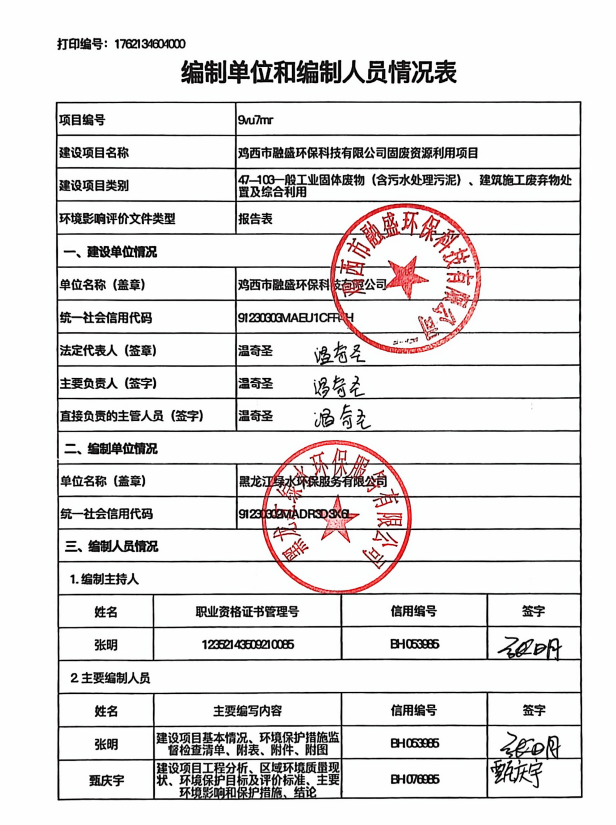 打印编号：1762134604000
编制单位和编制人员情况表
项目编号 9vu7mr
建设项目名称 鸡西市融盛环保科技有限公司固废资源利用项目
建设项目类别 47—103一般工业固体废物（含污水处理污泥）、建筑施工废弃物处
置及综合利用
环境影响评价文件类型 报告表
一、建设单位情况
单位名称（盖章） 鸡西市融盛环保科技有限公司
统一社会信用代码
法定代表人（签章） 温奇圣 温奇圣
主要负责人（签字） 温奇圣 温奇圣
直接负责的主管人员（签字） 温奇圣 温奇圣
鸡西市融盛环保科技有限公司
二、编制单位情况
单位名称（盖章） 黑龙江绿水环保服务有限公司
统一社会信用代码
黑龙江绿水环保服务有限公司
三、编制人员情况
1.编制主持人
姓名 职业资格证书管理号 信用编号 签字
张明 12352143509210085 BH053985 张明
2.主要编制人员
姓名 主要编写内容 信用编号 签字
张明 建设项目基本情况、环境保护措施监
督检查清单、附表、附件、附图 BH053985 张明
甄庆宇 建设项目工程分析、区域环境质量现
状、环境保护目标及评价标准、主要
环境影响和保护措施、结论 BH076985 甄庆宇